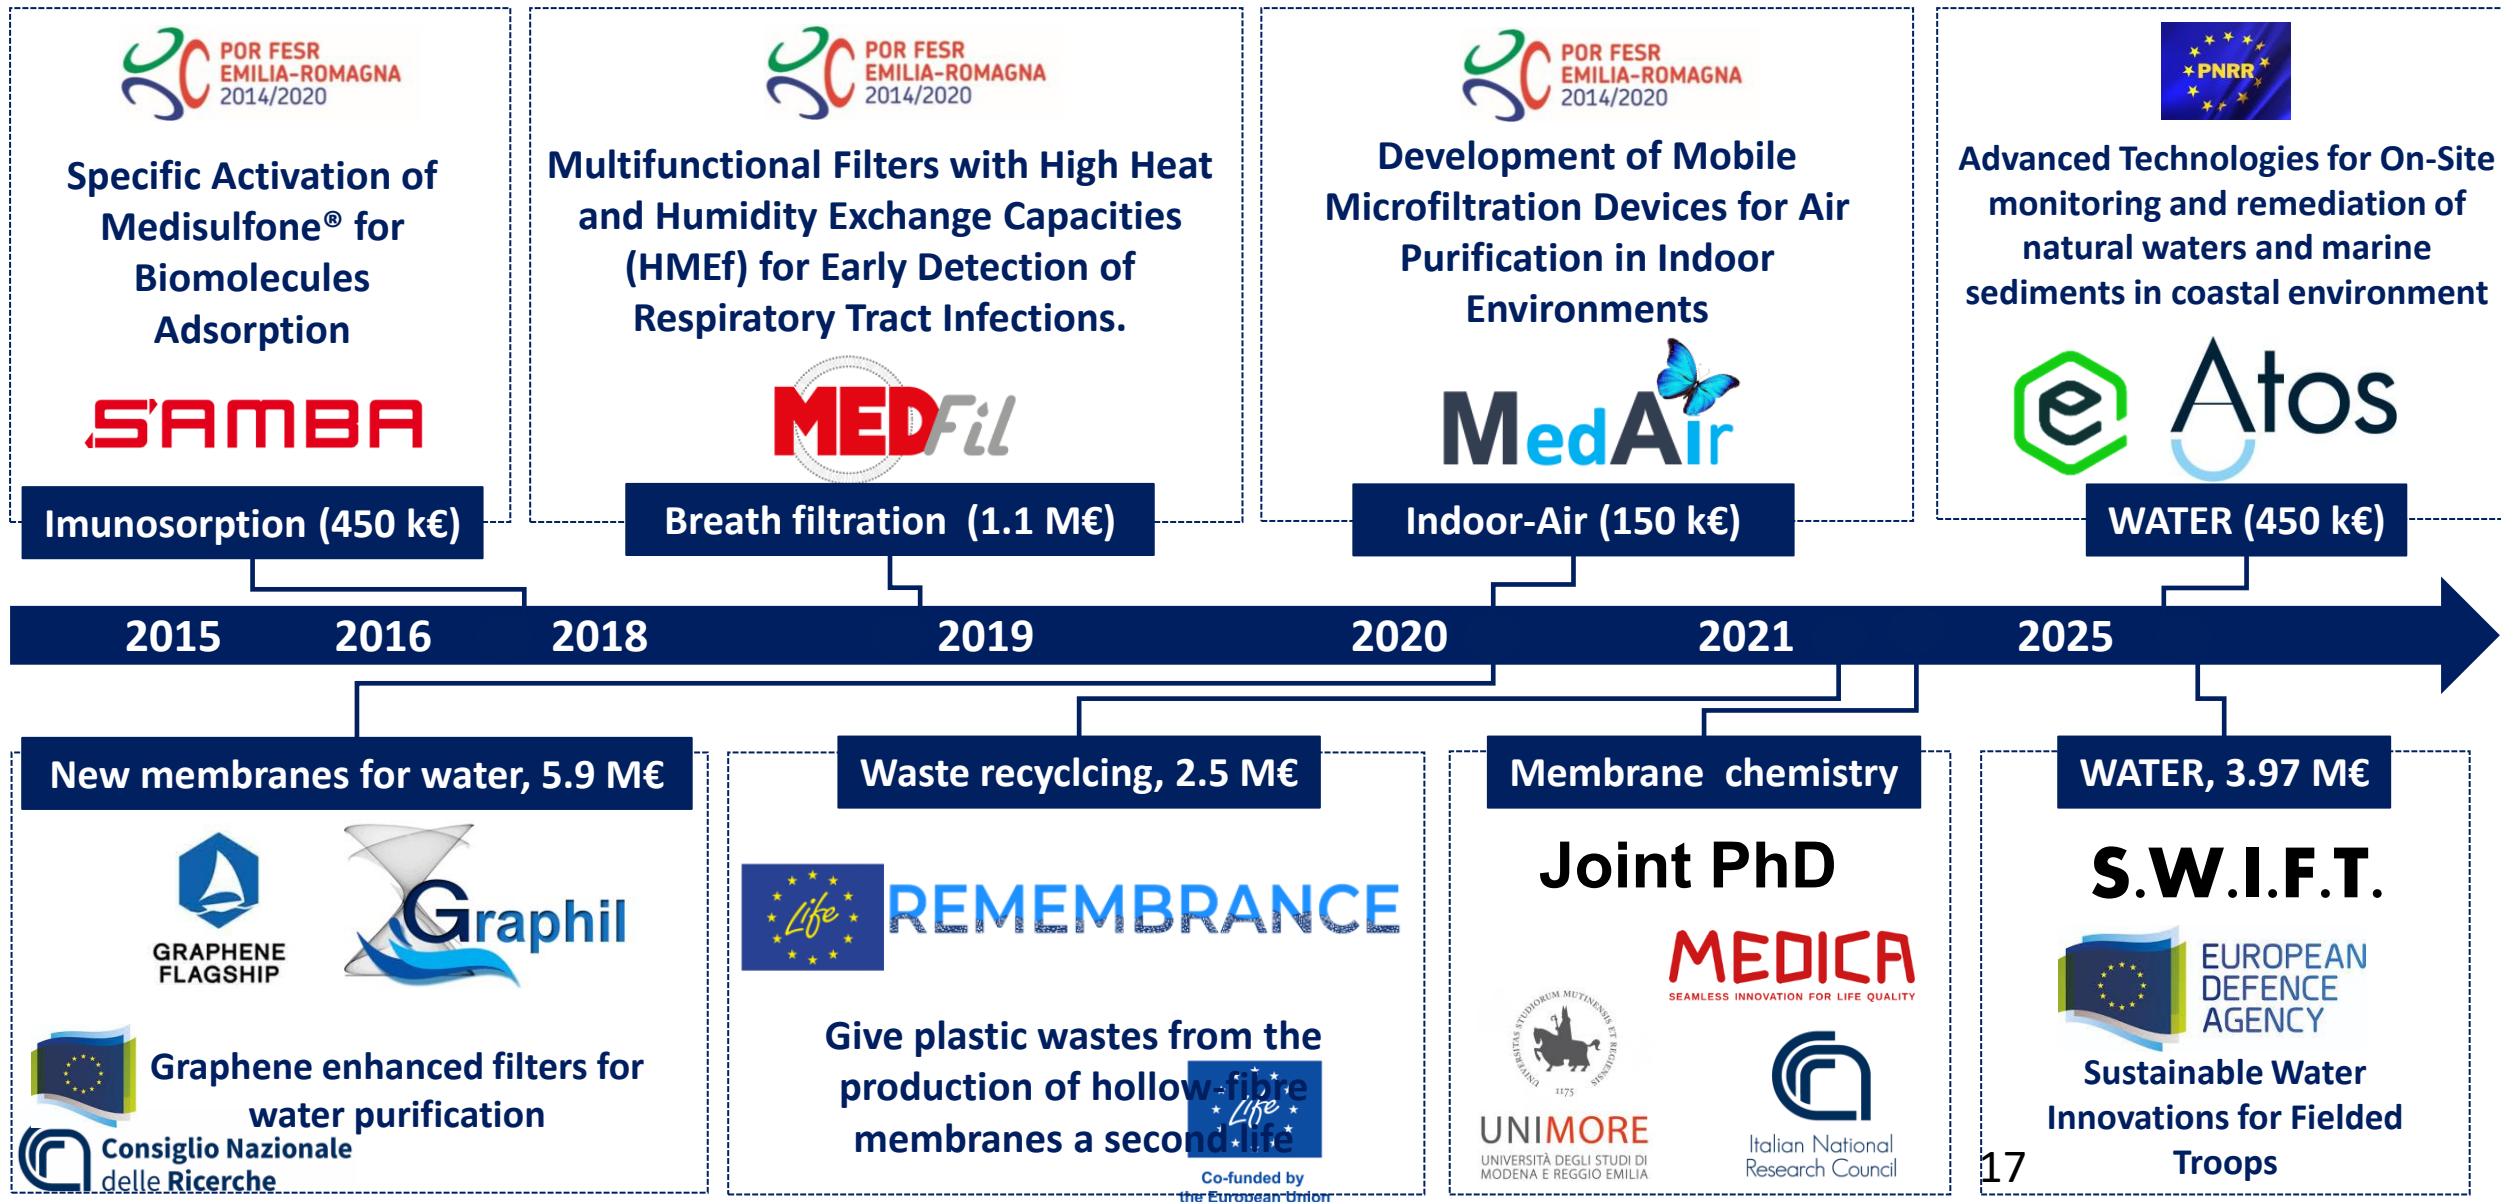 POR FESR
EMILIA-ROMAGNA
2014/2020
Specific Activation of
Medisulfone® for
Biomolecules
Adsorption
SAMBA
Imunosorption (450 k€)
POR FESR
EMILIA-ROMAGNA
2014/2020
Multifunctional Filters with High Heat
and Humidity Exchange Capacities
(HMEf) for Early Detection of
Respiratory Tract Infections.
MEDFil
Breath filtration (1.1 M€)
POR FESR
EMILIA-ROMAGNA
2014/2020
Development of Mobile
Microfiltration Devices for Air
Purification in Indoor
Environments
MedAir
Indoor-Air (150 k€)
PNRR
Advanced Technologies for On-Site
monitoring and remediation of
natural waters and marine
sediments in coastal environment
e Atos
WATER (450 k€)
2015 2016 2018 2019 2020 2021 2025
New membranes for water, 5.9 M€
GRAPHENE
FLAGSHIP
Graphil
Graphene enhanced filters for
water purification
Consiglio Nazionale
delle Ricerche
Waste recyclcing, 2.5 M€
Life
REMEMBRANCE
Give plastic wastes from the
production of hollow-fibre
membranes a second life
Life
Co-funded by
the European Union
Membrane chemistry
Joint PhD
MEDICA
SEAMLESS INNOVATION FOR LIFE QUALITY
UNIVERSITAS STUDIORUM MUTINENSIS ET REGIENSIS
1175
UNIMORE
UNIVERSITÀ DEGLI STUDI DI
MODENA E REGGIO EMILIA
Italian National
Research Council
WATER, 3.97 M€
S.W.I.F.T.
EUROPEAN
DEFENCE
AGENCY
Sustainable Water
Innovations for Fielded
Troops
17